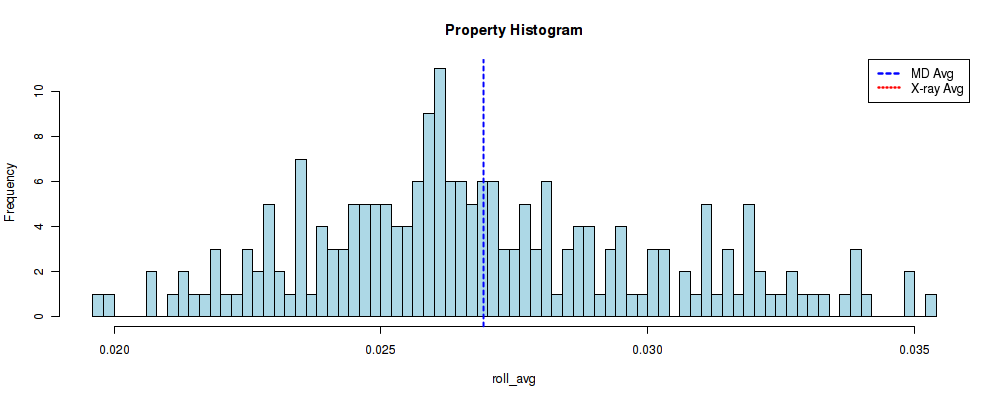 Property Histogram
MD Avg
X-ray Avg
Frequency
10
8
6
4
2
0
0.020 0.025 0.030 0.035
roll_avg